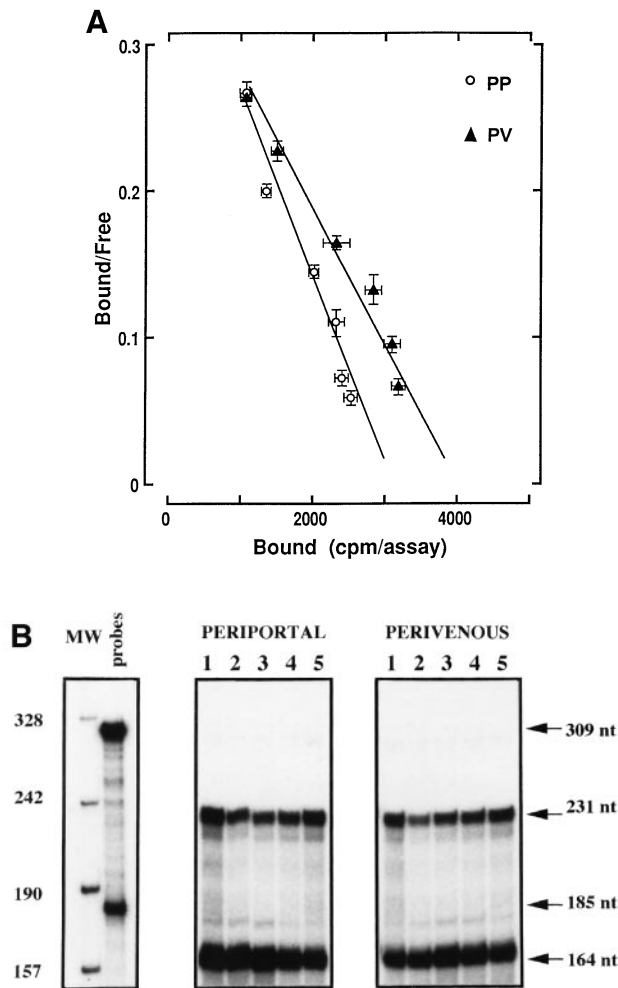 A
0.3
0.2
0.1
0
Bound/Free
PP
PV
0 2000 4000
Bound (cpm/assay)
B
MW probes
328
242
190
157
PERIPORTAL
1 2 3 4 5
PERIVENOUS
1 2 3 4 5
309 nt
231 nt
185 nt
164 nt